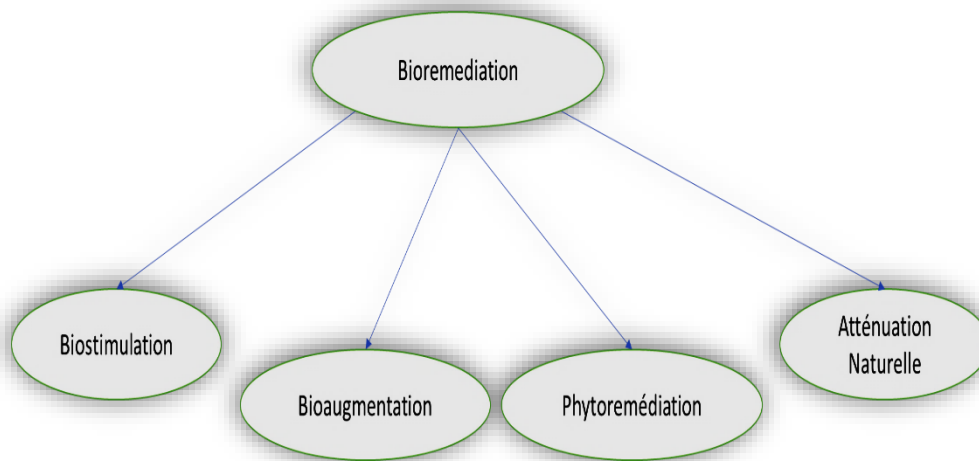 Bioremediation
Biostimulation
Bioaugmentation
Phytoremédiation
Atténuation
Naturelle